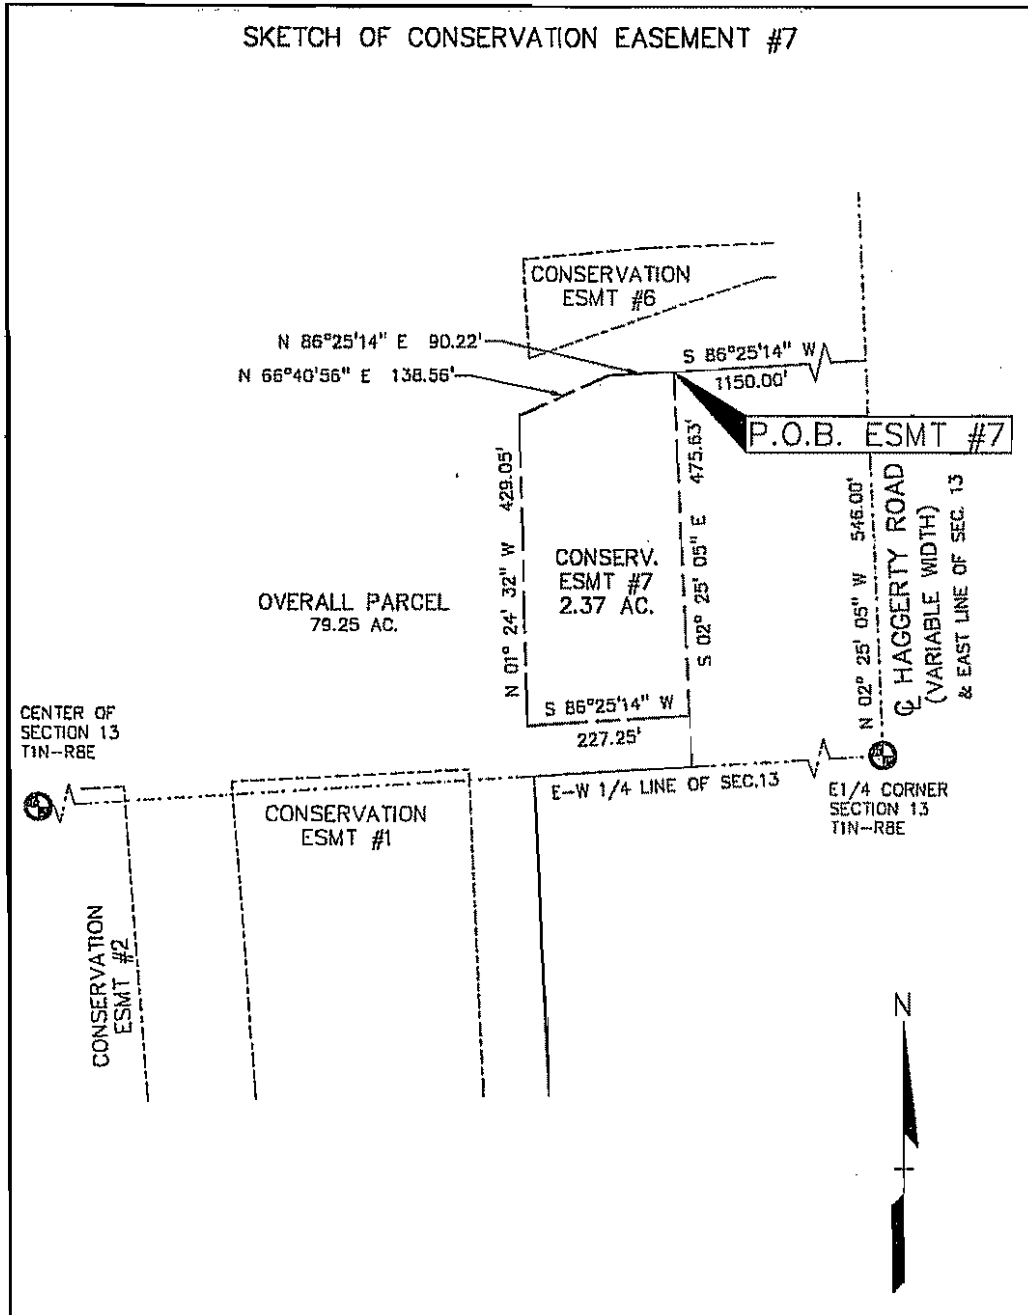 SKETCH OF CONSERVATION EASEMENT #7
CONSERVATION
ESMT #6
N 86°25'14" E 90.22'
N 66°40'56" E 138.56'
S 86°25'14" W
1150.00'
P.O.B. ESMT #7
N 01° 24' 32" W 429.05'
CONSERV.
ESMT #7
2.37 AC.
S 02° 25' 05" E 475.63'
N 02° 25' 05" W 546.00'
℄ HAGGERTY ROAD
(VARIABLE WIDTH)
& EAST LINE OF SEC. 13
OVERALL PARCEL
79.25 AC.
S 86°25'14" W
227.25'
CENTER OF
SECTION 13
T1N-R8E
E-W 1/4 LINE OF SEC.13
E1/4 CORNER
SECTION 13
T1N-R8E
CONSERVATION
ESMT #1
CONSERVATION
ESMT #2
N